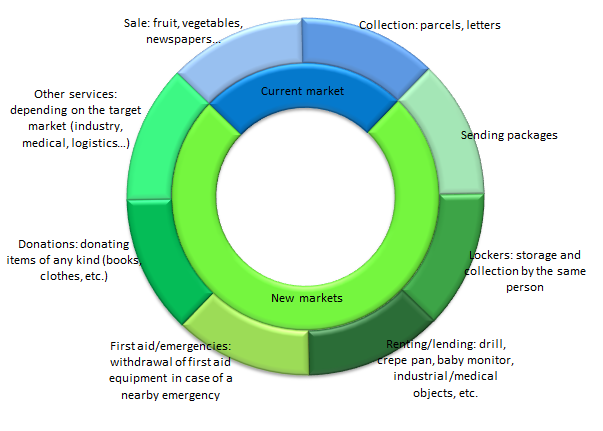 Sale: fruit, vegetables,
newspapers...
Collection: parcels, letters
Current market
Other services:
depending on the target
market (industry,
medical, logistics...)
Sending packages
Donations: donating
items of any kind (books,
clothes, etc.)
Lockers: storage and
collection by the same
person
New markets
First aid/emergencies:
withdrawal of first aid
equipment in case of a
nearby emergency
Renting/lending: drill,
crepe pan, baby monitor,
industrial/medical
objects, etc.